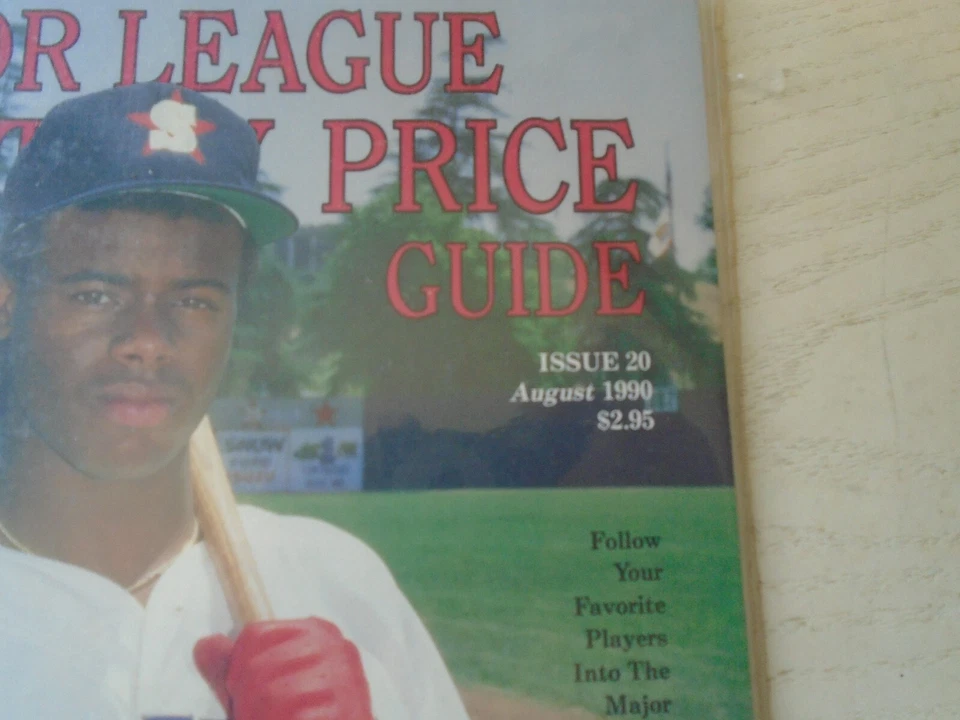 OR LEAGUE
PRICE
GUIDE
S
ISSUE 20
August 1990
$2.95
Follow
Your
Favorite
Players
Into The
Major